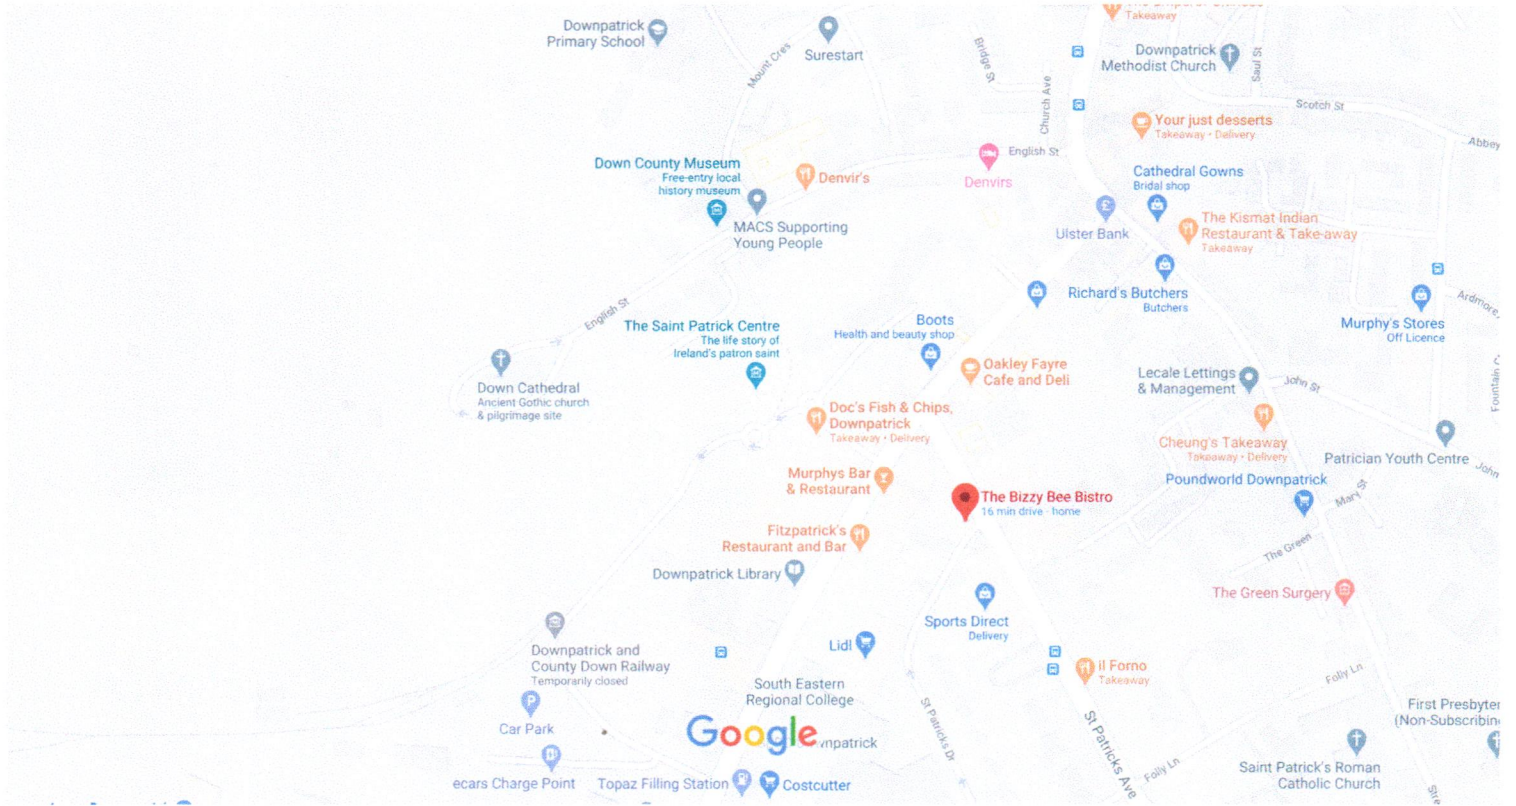 Takeaway
Downpatrick
Primary School
Surestart
Mount Cres
Bridge St
Church Ave
Downpatrick
Methodist Church
Saul St
Scotch St
Abbey
Your just desserts
Takeaway • Delivery
English St
Denvirs
Down County Museum
Free-entry local
history museum
Denvir's
MACS Supporting
Young People
Cathedral Gowns
Bridal shop
Ulster Bank
The Kismat Indian
Restaurant & Take-away
Takeaway
Richard's Butchers
Butchers
Ardmore
Murphy's Stores
Off Licence
English St
The Saint Patrick Centre
The life story of
Ireland's patron saint
Boots
Health and beauty shop
Oakley Fayre
Cafe and Deli
Lecale Lettings
& Management
John St
Fountain
Down Cathedral
Ancient Gothic church
& pilgrimage site
Doc's Fish & Chips,
Downpatrick
Takeaway • Delivery
Cheung's Takeaway
Takeaway • Delivery
Patrician Youth Centre
John
Murphys Bar
& Restaurant
Poundworld Downpatrick
Mary St
The Bizzy Bee Bistro
16 min drive - home
Fitzpatrick's
Restaurant and Bar
The Green
Downpatrick Library
The Green Surgery
Sports Direct
Delivery
Lidl
Downpatrick and
County Down Railway
Temporarily closed
il Forno
Takeaway
Folly Ln
South Eastern
Regional College
Car Park
St Patricks Dr
St Patricks Ave
First Presbyter
(Non-Subscribing
Google
wnpatrick
Folly Ln
Saint Patrick's Roman
Catholic Church
ecars Charge Point
Topaz Filling Station
Costcutter
Stre